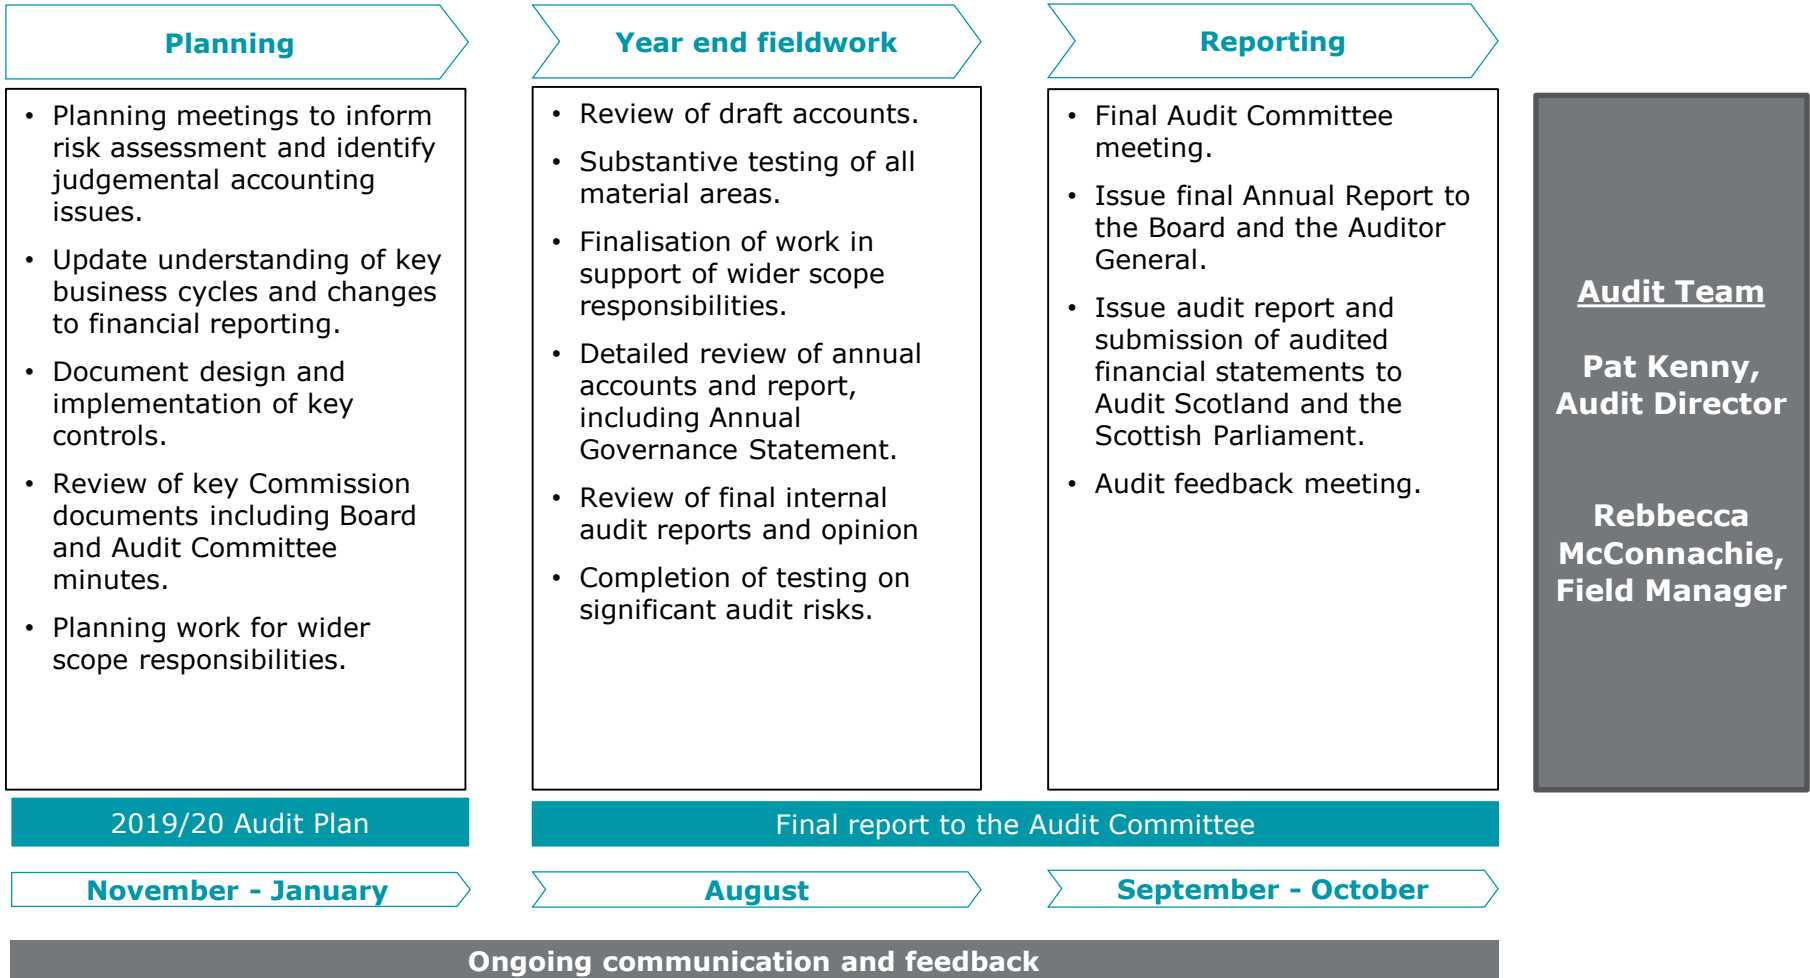 Planning
• Planning meetings to inform
risk assessment and identify
judgemental accounting
issues.
• Update understanding of key
business cycles and changes
to financial reporting.
• Document design and
implementation of key
controls.
• Review of key Commission
documents including Board
and Audit Committee
minutes.
• Planning work for wider
scope responsibilities.
2019/20 Audit Plan
November - January
Year end fieldwork
• Review of draft accounts.
• Substantive testing of all
material areas.
• Finalisation of work in
support of wider scope
responsibilities.
• Detailed review of annual
accounts and report,
including Annual
Governance Statement.
• Review of final internal
audit reports and opinion
• Completion of testing on
significant audit risks.
August
Reporting
• Final Audit Committee
meeting.
• Issue final Annual Report to
the Board and the Auditor
General.
• Issue audit report and
submission of audited
financial statements to
Audit Scotland and the
Scottish Parliament.
• Audit feedback meeting.
Final report to the Audit Committee
September - October
Audit Team
Pat Kenny,
Audit Director
Rebbecca
McConnachie,
Field Manager
Ongoing communication and feedback